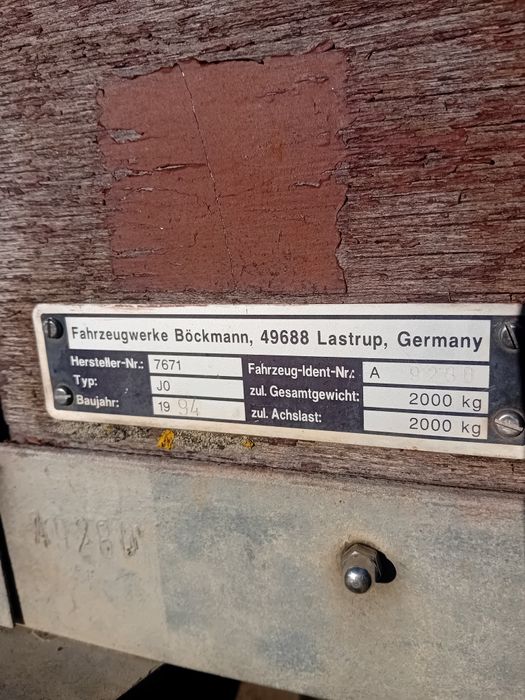 Fahrzeugwerke Böckmann, 49688 Lastrup, Germany
Hersteller-Nr.: 7671
Typ: JO
Baujahr: 1994
Fahrzeug-Ident-Nr.: A
zul. Gesamtgewicht: 2000 kg
zul. Achslast: 2000 kg